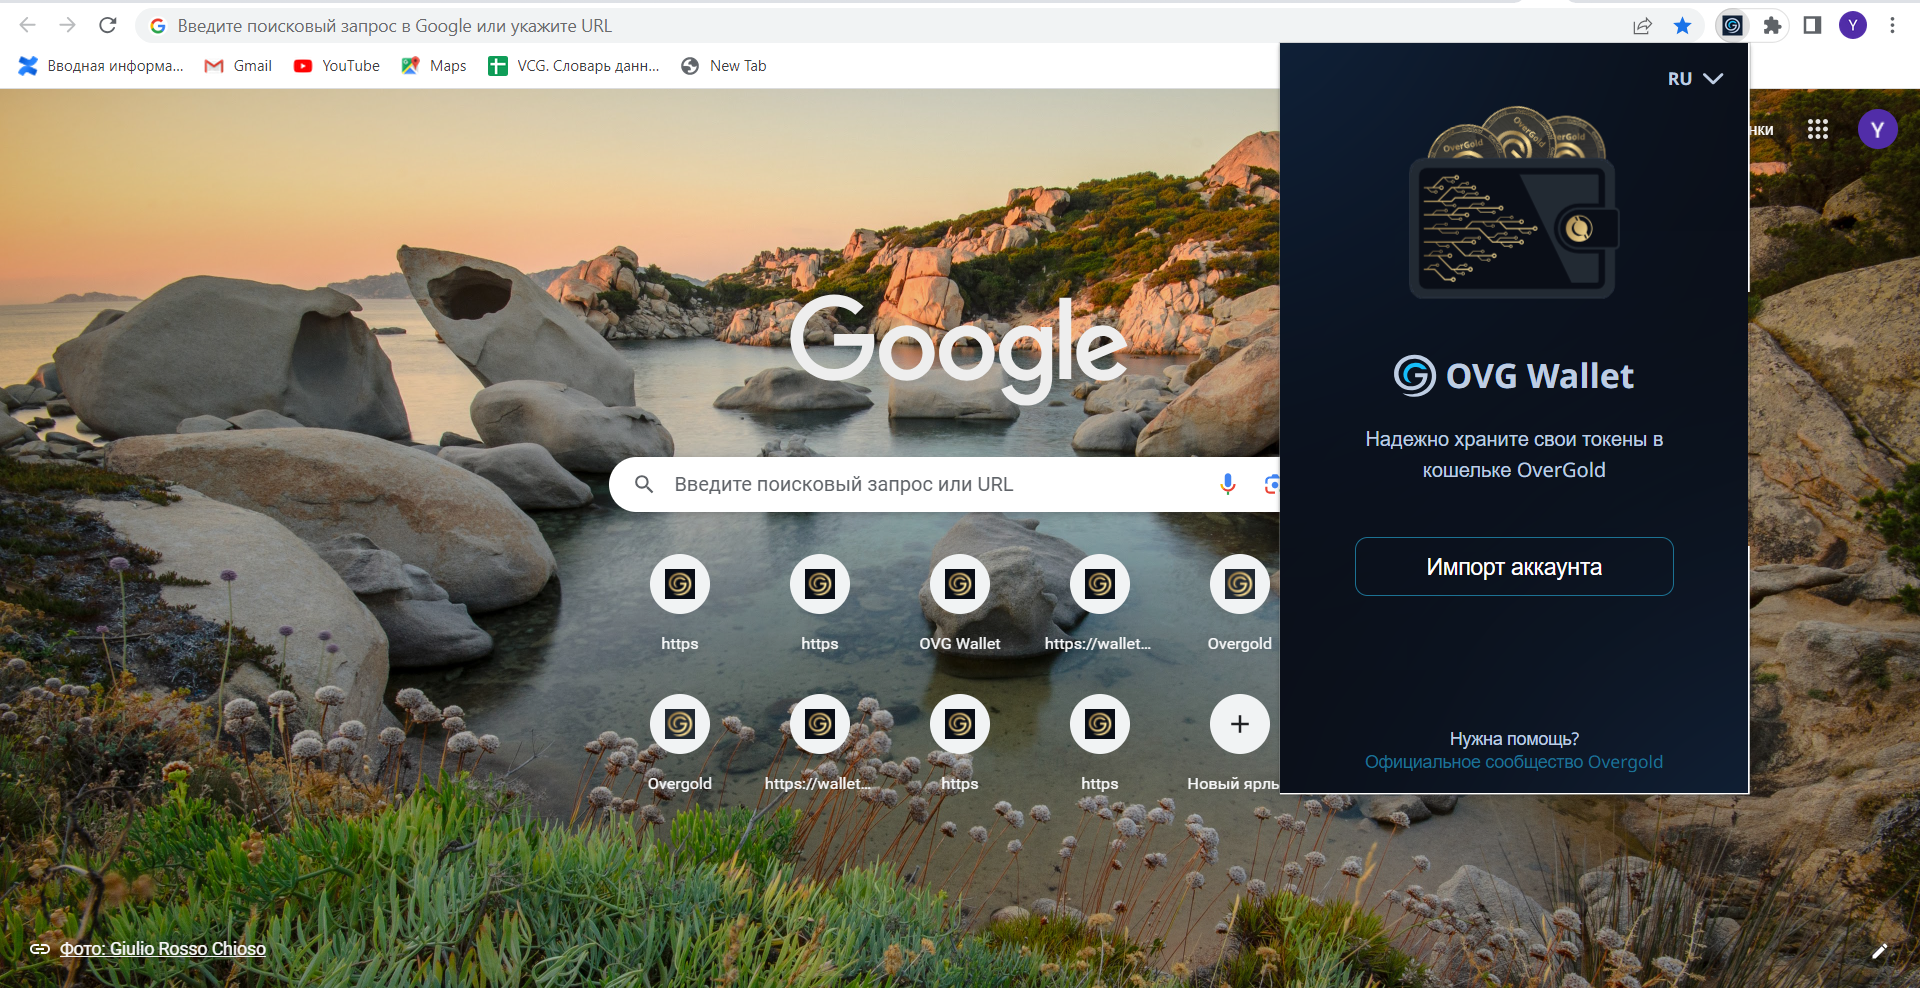 Введите поисковый запрос в Google или укажите URL
Y
Вводная информа...
Gmail
YouTube
Maps
VCG. Словарь данн...
New Tab
RU
нки
Y
OverGold
OverGold
erGold
Google
OVG Wallet
Надежно храните свои токены в
кошельке OverGold
Введите поисковый запрос или URL
Импорт аккаунта
https
https
OVG Wallet
https://wallet...
Overgold
Overgold
https://wallet...
https
https
Новый ярль
Нужна помощь?
Официальное сообщество Overgold
Фото: Giulio Rosso Chioso